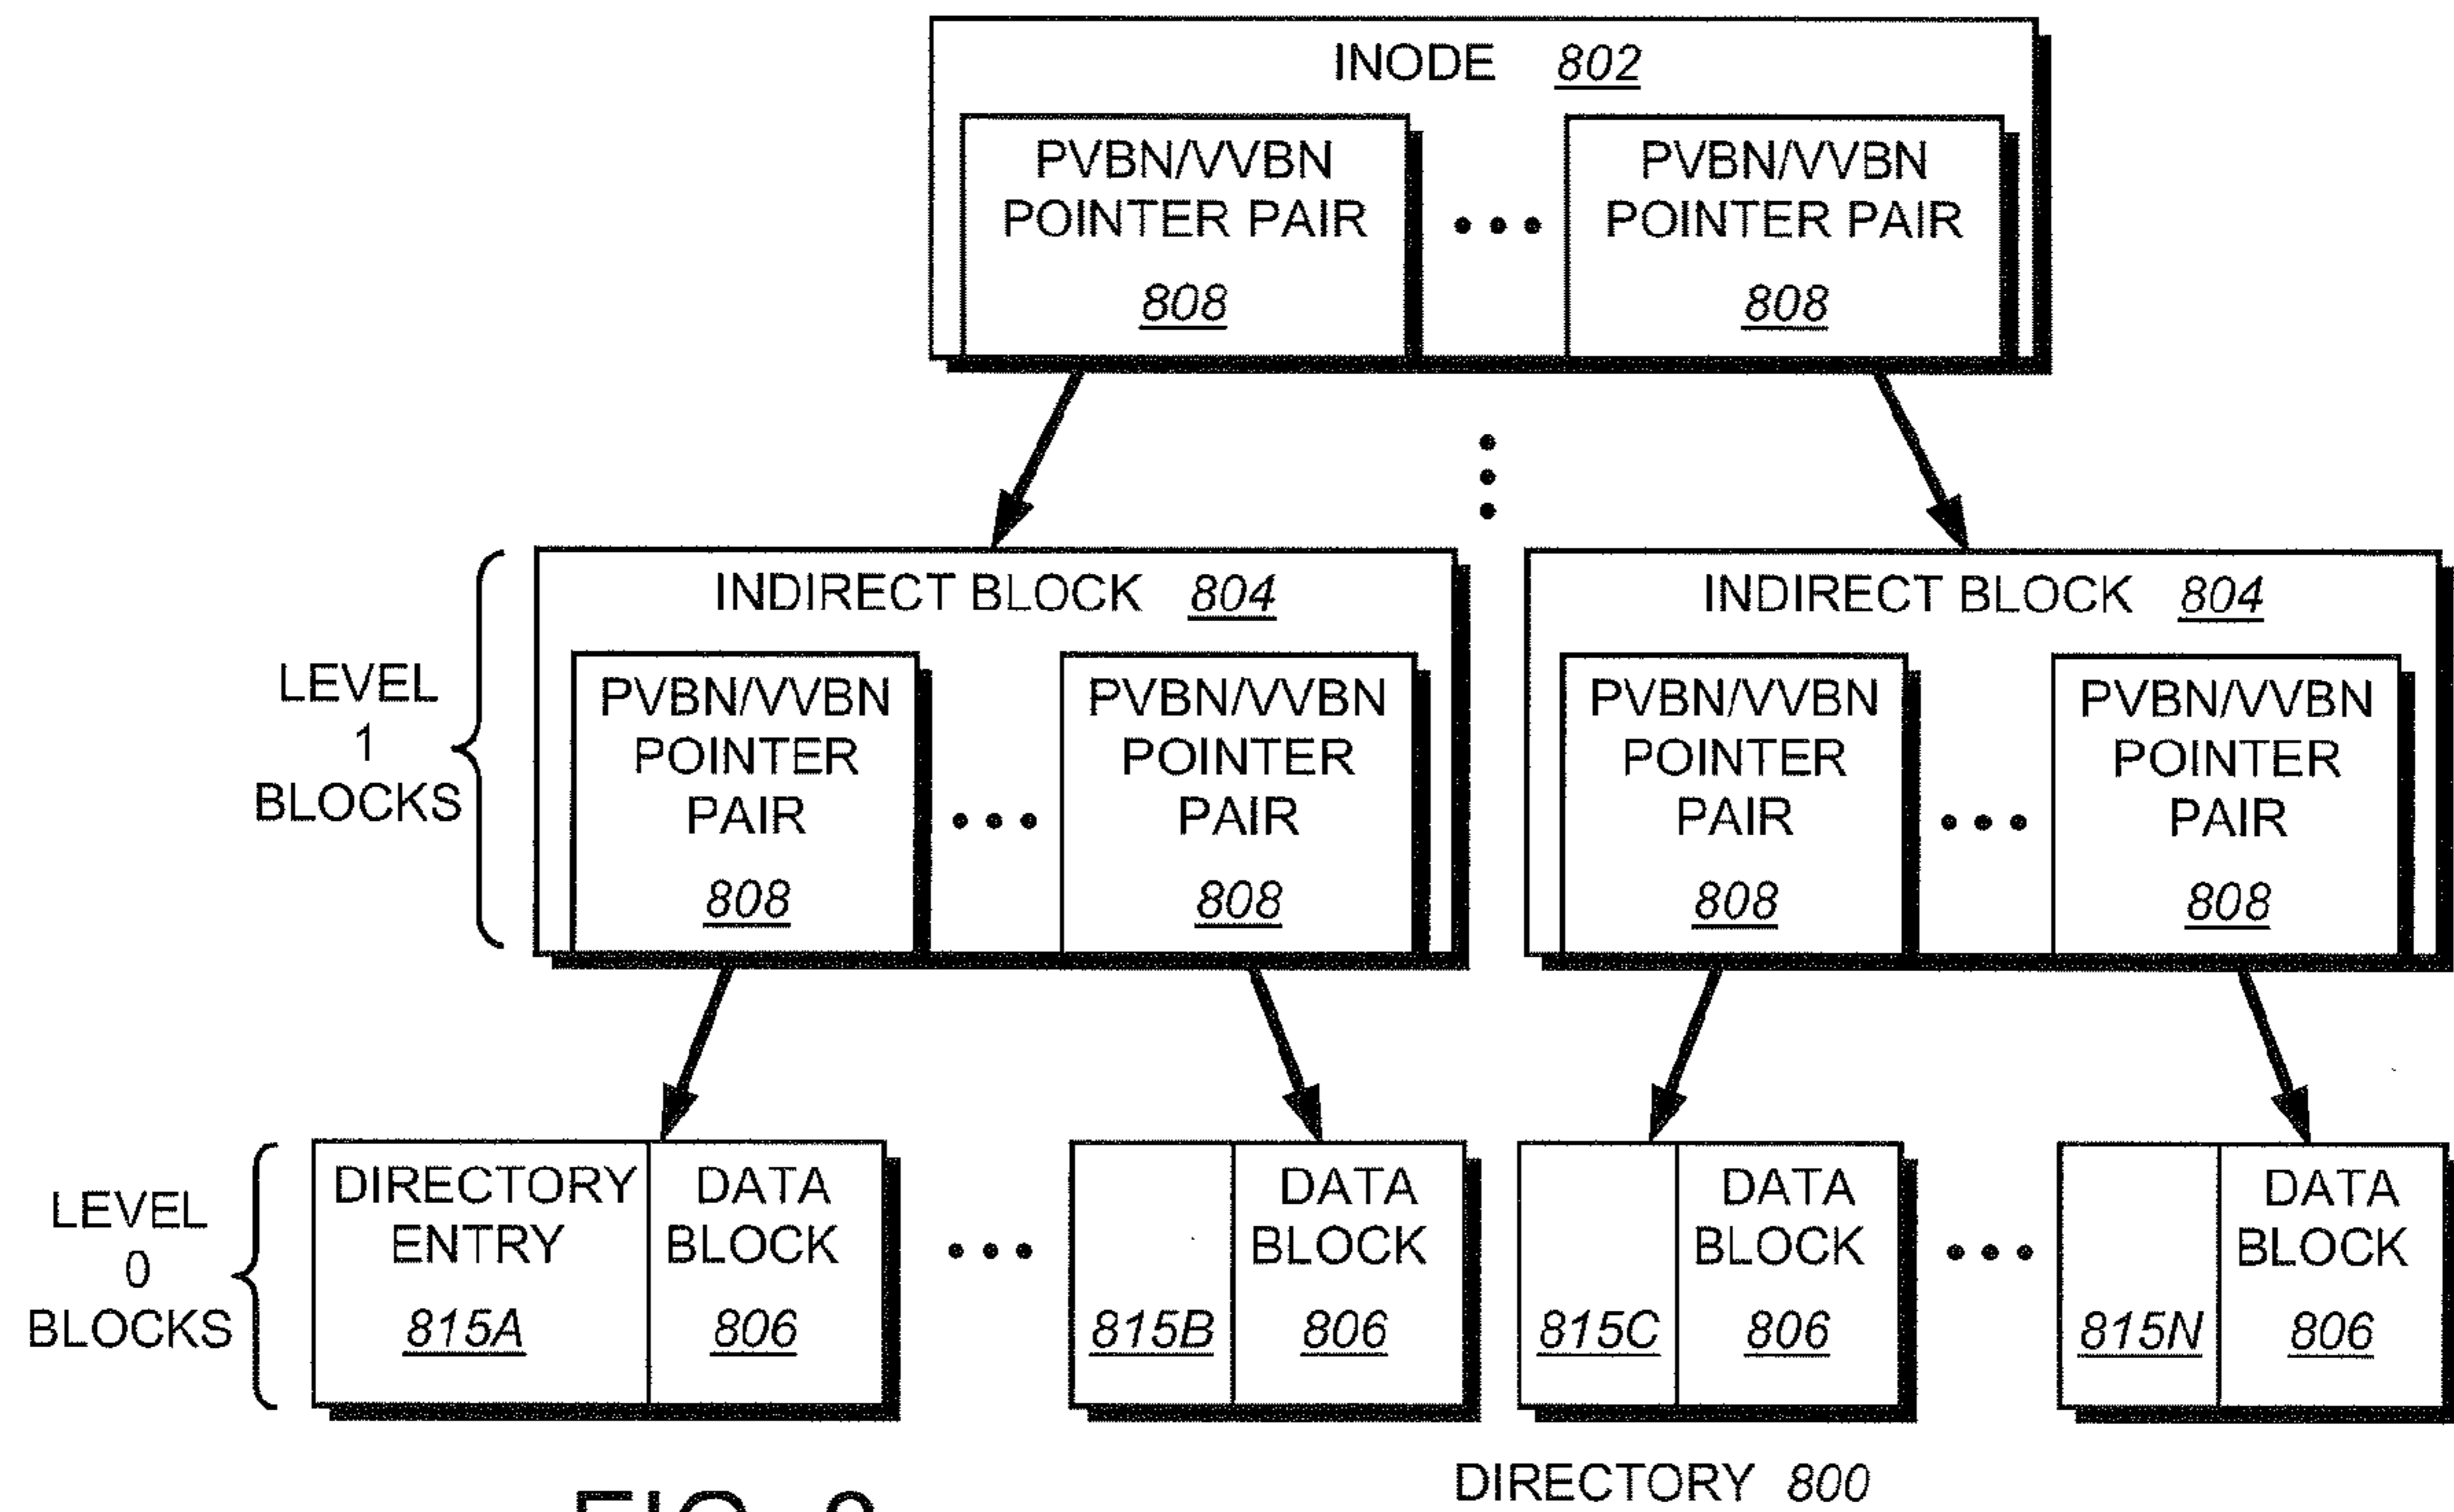 INODE 802
PVBN/VVBN
POINTER PAIR
808
PVBN/VVBN
POINTER PAIR
808
LEVEL
1
BLOCKS
INDIRECT BLOCK 804
PVBN/VVBN
POINTER
PAIR
808
PVBN/VVBN
POINTER
PAIR
808
INDIRECT BLOCK 804
PVBN/VVBN
POINTER
PAIR
808
PVBN/VVBN
POINTER
PAIR
808
LEVEL
0
BLOCKS
DIRECTORY
ENTRY
815A
DATA
BLOCK
806
815B
DATA
BLOCK
806
815C
DATA
BLOCK
806
815N
DATA
BLOCK
806
DIRECTORY 800